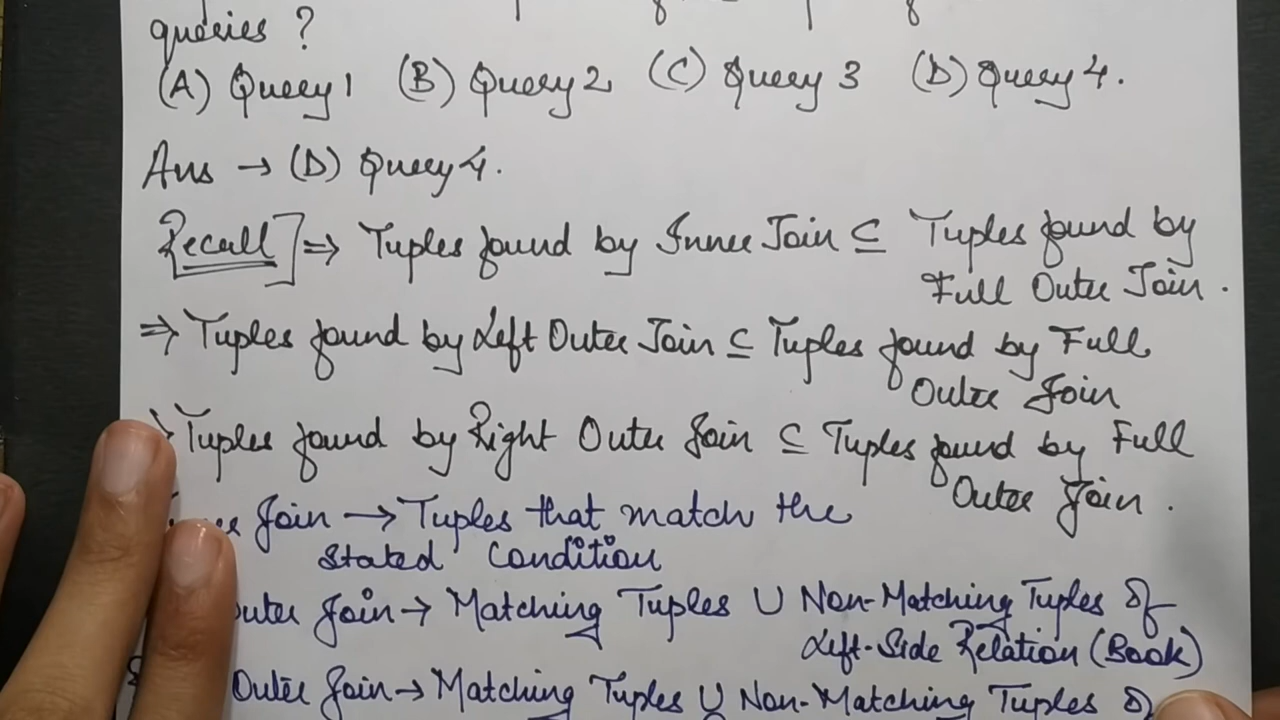 queries ?
(A) Query 1 (B) Query 2 (C) Query 3 (D) Query 4.
Ans → (D) Query 4.
Recall] ⇒ Tuples found by Inner Join ⊆ Tuples found by
Full Outer Join.
⇒ Tuples found by Left Outer Join ⊆ Tuples found by Full
Outer Join
Tuples found by Right Outer Join ⊆ Tuples found by Full
Outer Join.
Join → Tuples that match the
stated condition
Outer Join → Matching Tuples ∪ Non-Matching Tuples of
Left-Side Relation (Book)
Outer Join → Matching Tuples ∪ Non-Matching Tuples of